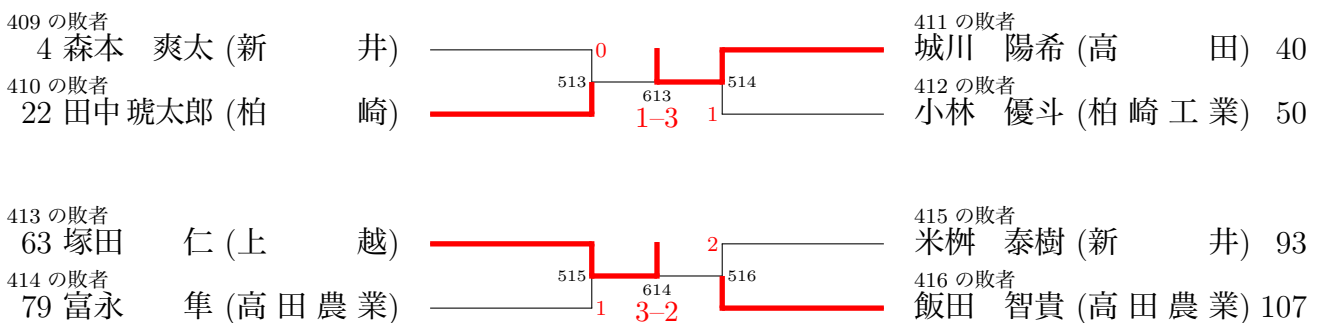 409 の敗者
4 森本 爽太 (新 井)
410 の敗者
22 田中 琥太郎 (柏 崎)
0
513
613
1–3
514
1
411 の敗者
城川 陽希 (高 田) 40
412 の敗者
小林 優斗 (柏 崎 工 業) 50
413 の敗者
63 塚田 仁 (上 越)
414 の敗者
79 富永 隼 (高 田 農 業)
515
1
614
3–2
2
516
415 の敗者
米桝 泰樹 (新 井) 93
416 の敗者
飯田 智貴 (高 田 農 業) 107